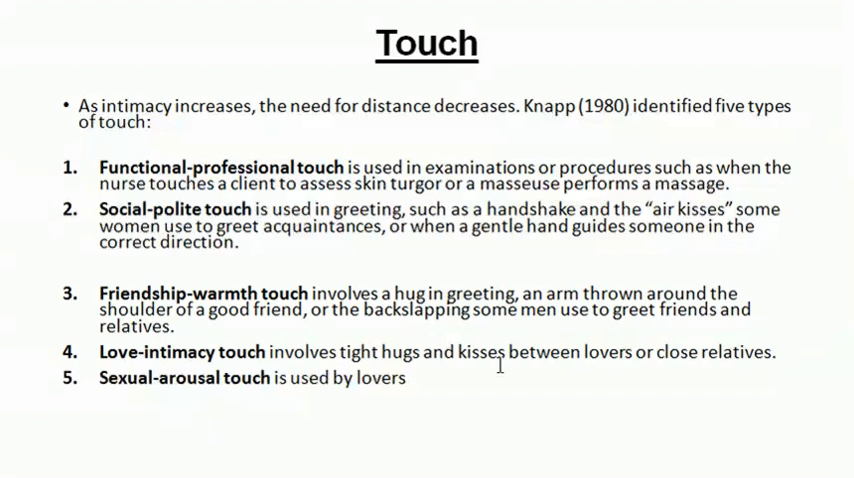 Touch
• As intimacy increases, the need for distance decreases. Knapp (1980) identified five types
of touch:
1. Functional-professional touch is used in examinations or procedures such as when the
nurse touches a client to assess skin turgor or a masseuse performs a massage.
2. Social-polite touch is used in greeting, such as a handshake and the “air kisses” some
women use to greet acquaintances, or when a gentle hand guides someone in the
correct direction.
3. Friendship-warmth touch involves a hug in greeting, an arm thrown around the
shoulder of a good friend, or the backslapping some men use to greet friends and
relatives.
4. Love-intimacy touch involves tight hugs and kisses between lovers or close relatives.
5. Sexual-arousal touch is used by lovers